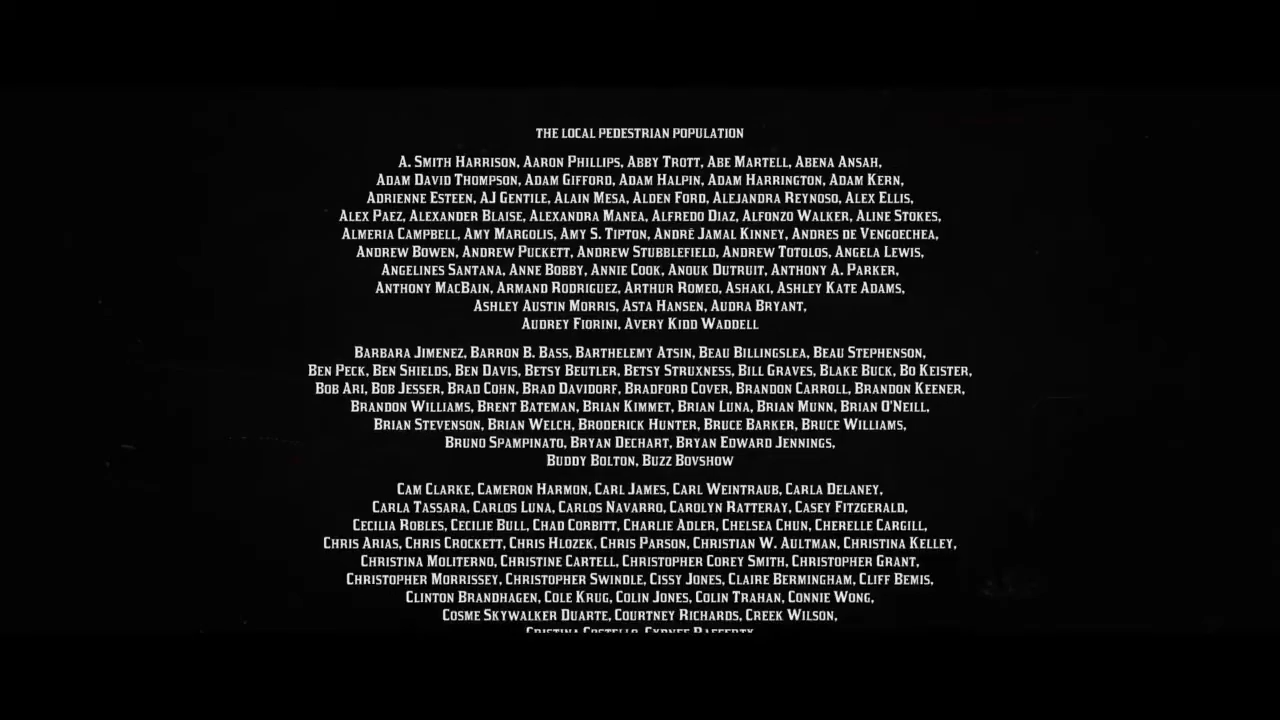 THE LOCAL PEDESTRIAN POPULATION
A. SMITH HARRISON, AARON PHILLIPS, ABBY TROTT, ABE MARTELL, ABENA ANSAH,
ADAM DAVID THOMPSON, ADAM GIFFORD, ADAM HALPIN, ADAM HARRINGTON, ADAM KERN,
ADRIENNE ESTEEN, AJ GENTILE, ALAIN MESA, ALDEN FORD, ALEJANDRA REYNOSO, ALEX ELLIS,
ALEX PAEZ, ALEXANDER BLAISE, ALEXANDRA MANEA, ALFREDO DIAZ, ALFONZO WALKER, ALINE STOKES,
ALMERIA CAMPBELL, AMY MARGOLIS, AMY S. TIPTON, ANDRÉ JAMAL KINNEY, ANDRES DE VENGOECHEA,
ANDREW BOWEN, ANDREW PUCKETT, ANDREW STUBBLEFIELD, ANDREW TOTOLOS, ANGELA LEWIS,
ANGELINES SANTANA, ANNE BOBBY, ANNIE COOK, ANOUK DUTRUIT, ANTHONY A. PARKER,
ANTHONY MACBAIN, ARMAND RODRIGUEZ, ARTHUR ROMEO, ASHAKI, ASHLEY KATE ADAMS,
ASHLEY AUSTIN MORRIS, ASTA HANSEN, AUDRA BRYANT,
AUDREY FIORINI, AVERY KIDD WADDELL
BARBARA JIMENEZ, BARRON B. BASS, BARTHELEMY ATSIN, BEAU BILLINGSLEA, BEAU STEPHENSON,
BEN PECK, BEN SHIELDS, BEN DAVIS, BETSY BEUTLER, BETSY STRUXNESS, BILL GRAVES, BLAKE BUCK, BO KEISTER,
BOB ARI, BOB JESSER, BRAD COHN, BRAD DAVIDORF, BRADFORD COVER, BRANDON CARROLL, BRANDON KEENER,
BRANDON WILLIAMS, BRENT BATEMAN, BRIAN KIMMET, BRIAN LUNA, BRIAN MUNN, BRIAN O'NEILL,
BRIAN STEVENSON, BRIAN WELCH, BRODERICK HUNTER, BRUCE BARKER, BRUCE WILLIAMS,
BRUNO SPAMPINATO, BRYAN DECHART, BRYAN EDWARD JENNINGS,
BUDDY BOLTON, BUZZ BOVSHOW
CAM CLARKE, CAMERON HARMON, CARL JAMES, CARL WEINTRAUB, CARLA DELANEY,
CARLA TASSARA, CARLOS LUNA, CARLOS NAVARRO, CAROLYN RATTERAY, CASEY FITZGERALD,
CECILIA ROBLES, CECILIE BULL, CHAD CORBITT, CHARLIE ADLER, CHELSEA CHUN, CHERELLE CARGILL,
CHRIS ARIAS, CHRIS CROCKETT, CHRIS HLOZEK, CHRIS PARSON, CHRISTIAN W. AULTMAN, CHRISTINA KELLEY,
CHRISTINA MOLITERNO, CHRISTINE CARTELL, CHRISTOPHER COREY SMITH, CHRISTOPHER GRANT,
CHRISTOPHER MORRISSEY, CHRISTOPHER SWINDLE, CISSY JONES, CLAIRE BERMINGHAM, CLIFF BEMIS,
CLINTON BRANDHAGEN, COLE KRUG, COLIN JONES, COLIN TRAHAN, CONNIE WONG,
COSME SKYWALKER DUARTE, COURTNEY RICHARDS, CREEK WILSON,